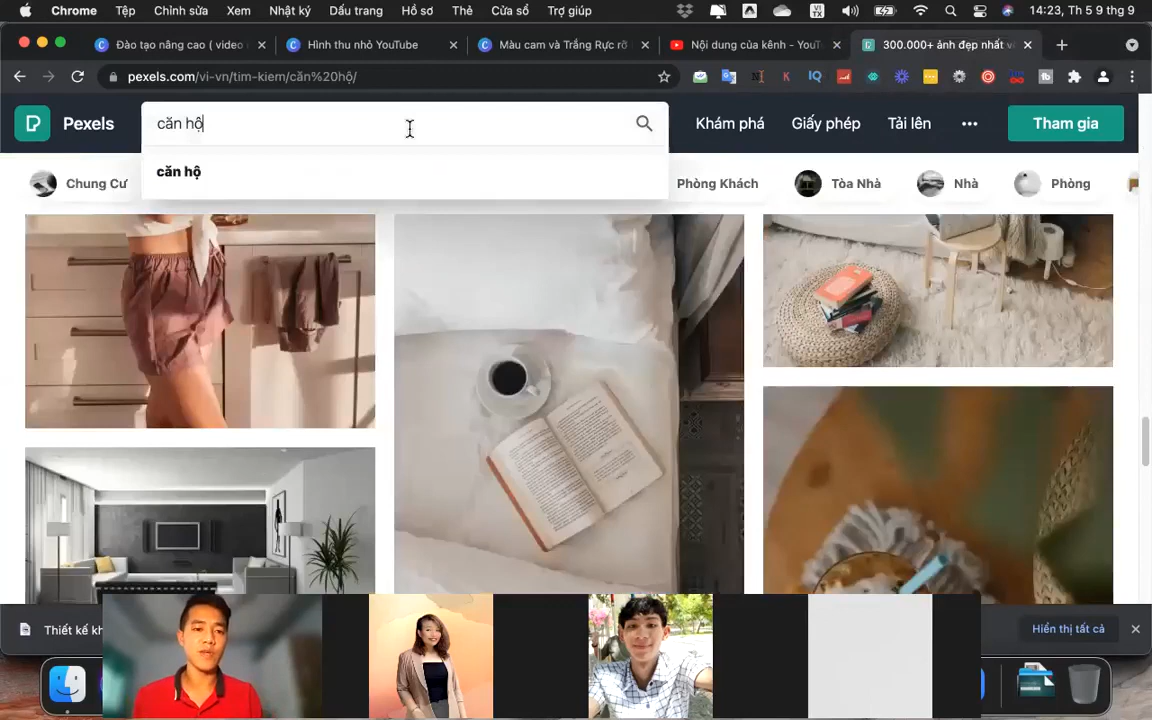 Chrome Tệp Chỉnh sửa Xem Nhật ký Dấu trang Hồ sơ Thẻ Cửa sổ Trợ giúp 14:23, Th 5 9 thg 9
Đào tạo nâng cao ( video Hình thu nhỏ YouTube Màu cam và Trắng Rực rỡ Nội dung của kênh - YouT 300.000+ ảnh đẹp nhất v
pexels.com/vi-vn/tim-kiem/căn%20hộ/
Pexels căn hộ Khám phá Giấy phép Tải lên ••• Tham gia
căn hộ
Chung Cư Phòng Khách Tòa Nhà Nhà Phòng
Thiết kế kh Hiển thị tất cả